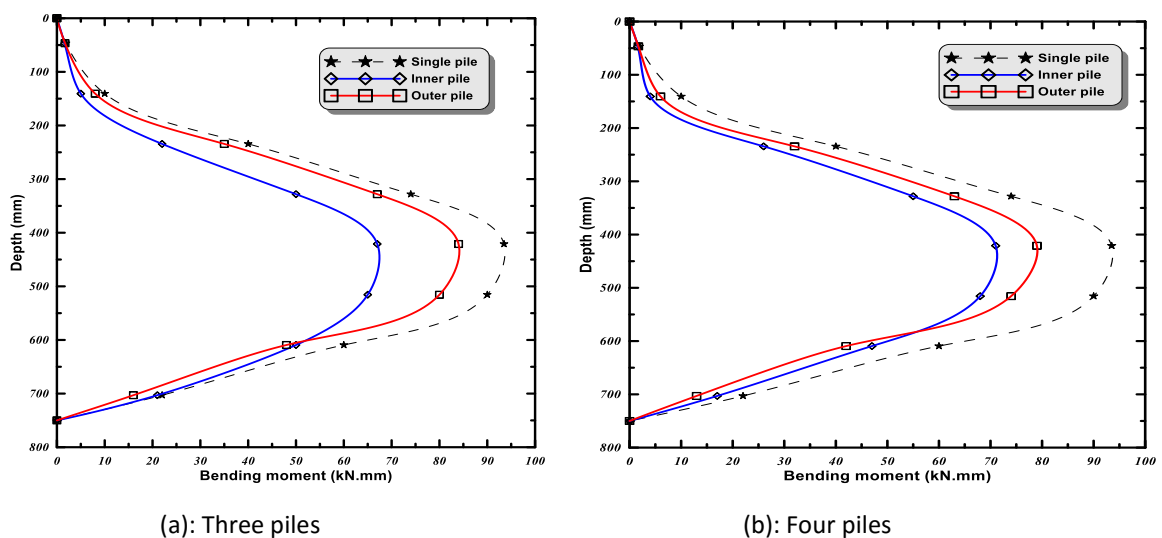 0 10 20 30 40 50 60 70 80 90 100
Bending moment (kN.mm)
0
100
200
300
400
500
600
700
800
Depth (mm)
Single pile
Inner pile
Outer pile
(a): Three piles
0 10 20 30 40 50 60 70 80 90 100
Bending moment (kN.mm)
0
100
200
300
400
500
600
700
800
Depth (mm)
Single pile
Inner pile
Outer pile
(b): Four piles